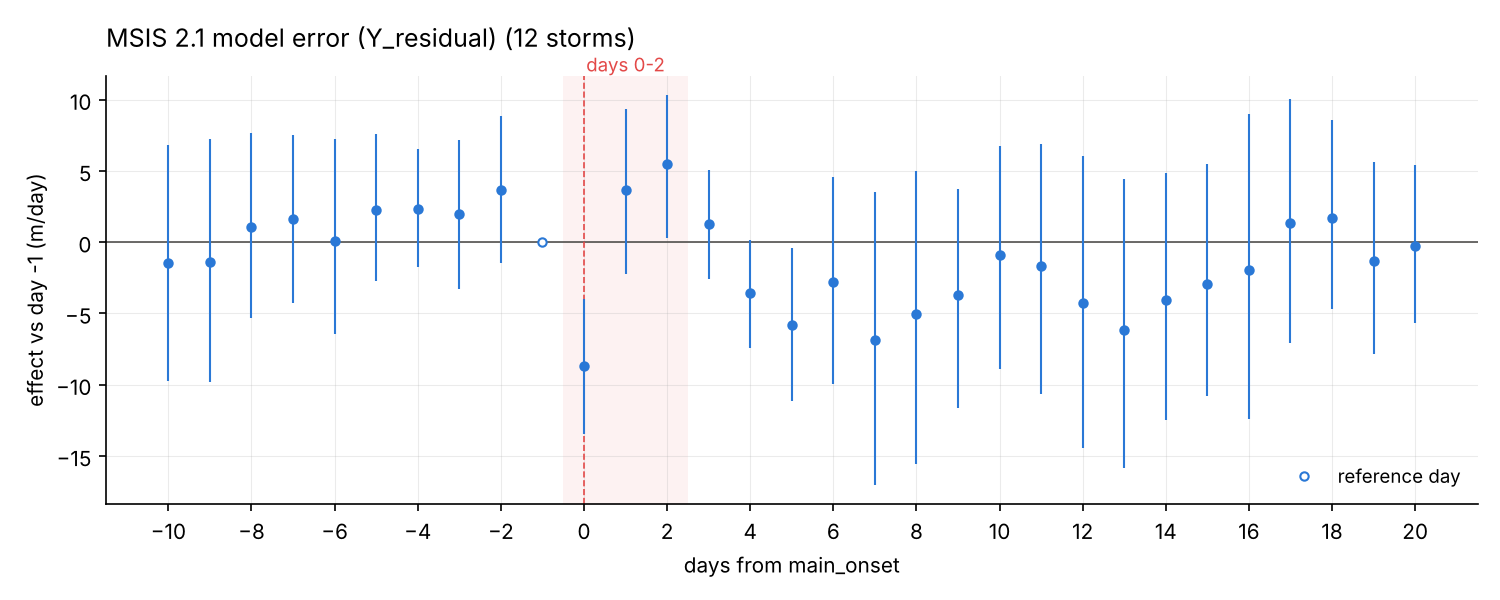 MSIS 2.1 model error (Y_residual) (12 storms)
days 0-2
effect vs day -1 (m/day)
10
5
0
−5
−10
−15
reference day
−10 −8 −6 −4 −2 0 2 4 6 8 10 12 14 16 18 20
days from main_onset